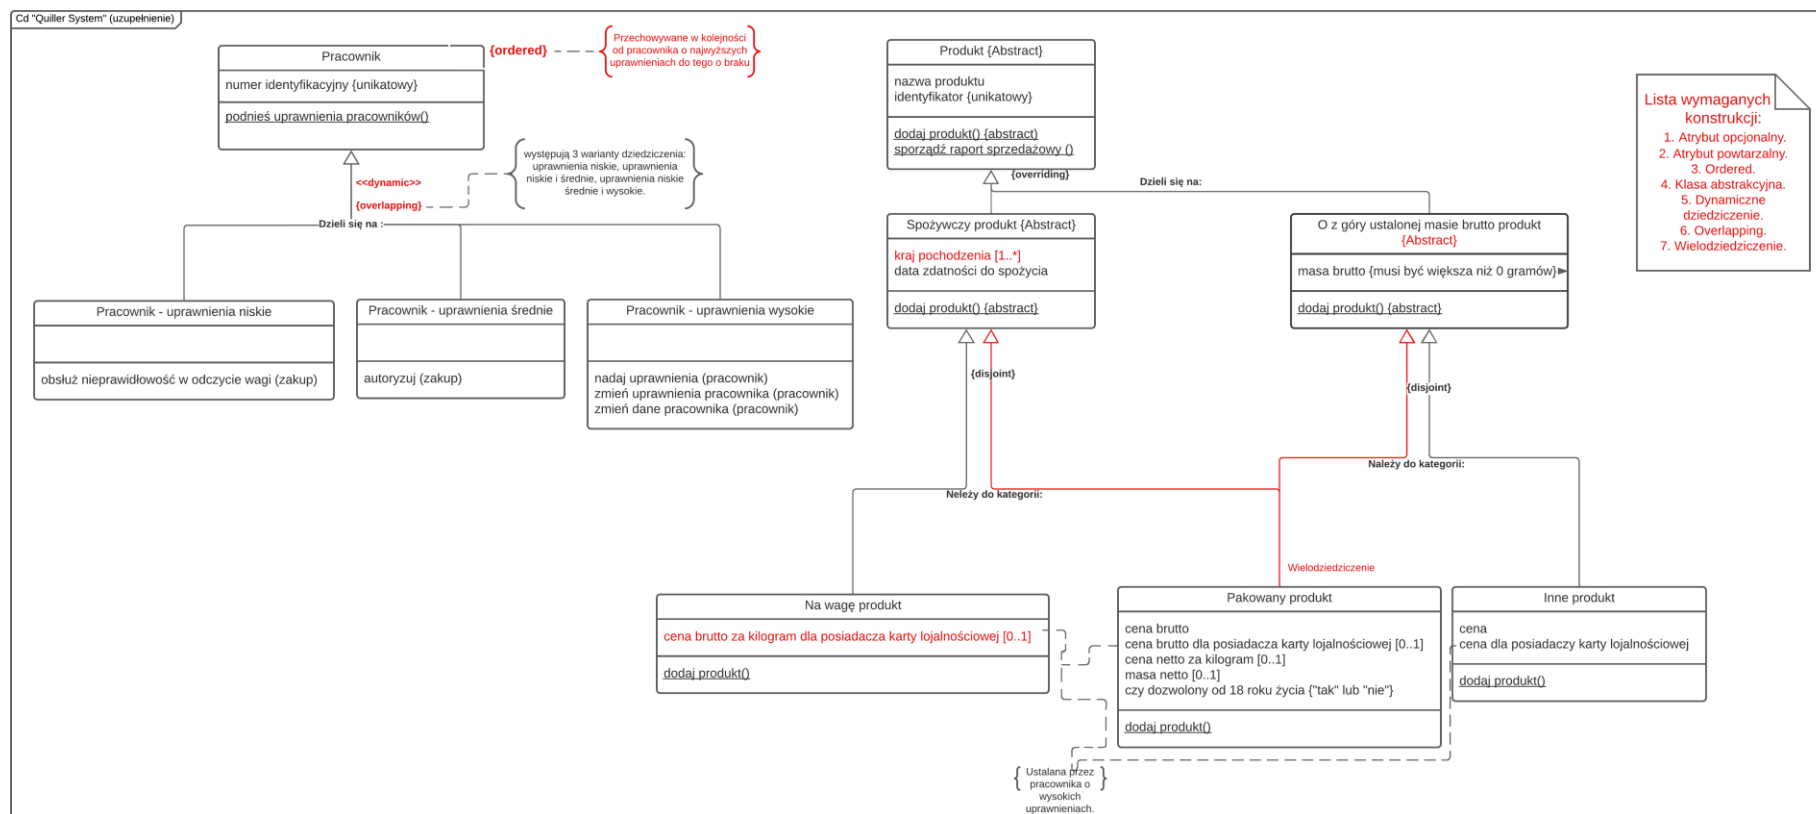 Cd "Quiller System" (uzupełnienie)
Pracownik
numer identyfikacyjny {unikatowy}
podnieś uprawnienia pracowników()
{ordered}
Przechowywane w kolejności
od pracownika o najwyższych
uprawnieniach do tego o braku
występują 3 warianty dziedziczenia:
uprawnienia niskie, uprawnienia
niskie i średnie, uprawnienia niskie
średnie i wysokie.
<<dynamic>>
{overlapping}
Dzieli się na :
Pracownik - uprawnienia niskie
obsłuż nieprawidłowość w odczycie wagi (zakup)
Pracownik - uprawnienia średnie
autoryzuj (zakup)
Pracownik - uprawnienia wysokie
nadaj uprawnienia (pracownik)
zmień uprawnienia pracownika (pracownik)
zmień dane pracownika (pracownik)
Produkt {Abstract}
nazwa produktu
identyfikator {unikatowy}
dodaj produkt() {abstract}
sporządź raport sprzedażowy ()
{overriding}
Dzieli się na:
Spożywczy produkt {Abstract}
kraj pochodzenia [1..*]
data zdatności do spożycia
dodaj produkt() {abstract}
O z góry ustalonej masie brutto produkt
{Abstract}
masa brutto {musi być większa niż 0 gramów}
dodaj produkt() {abstract}
Lista wymaganych
konstrukcji:
1. Atrybut opcjonalny.
2. Atrybut powtarzalny.
3. Ordered.
4. Klasa abstrakcyjna.
5. Dynamiczne
dziedziczenie.
6. Overlapping.
7. Wielodziedziczenie.
{disjoint}
{disjoint}
Neleży do kategorii:
Należy do kategorii:
Wielodziedziczenie
Na wagę produkt
cena brutto za kilogram dla posiadacza karty lojalnościowej [0..1]
dodaj produkt()
Pakowany produkt
cena brutto
cena brutto dla posiadacza karty lojalnościowej [0..1]
cena netto za kilogram [0..1]
masa netto [0..1]
czy dozwolony od 18 roku życia {"tak" lub "nie"}
dodaj produkt()
Inne produkt
cena
cena dla posiadaczy karty lojalnościowej
dodaj produkt()
Ustalana przez
pracownika o
wysokich
uprawnieniach.